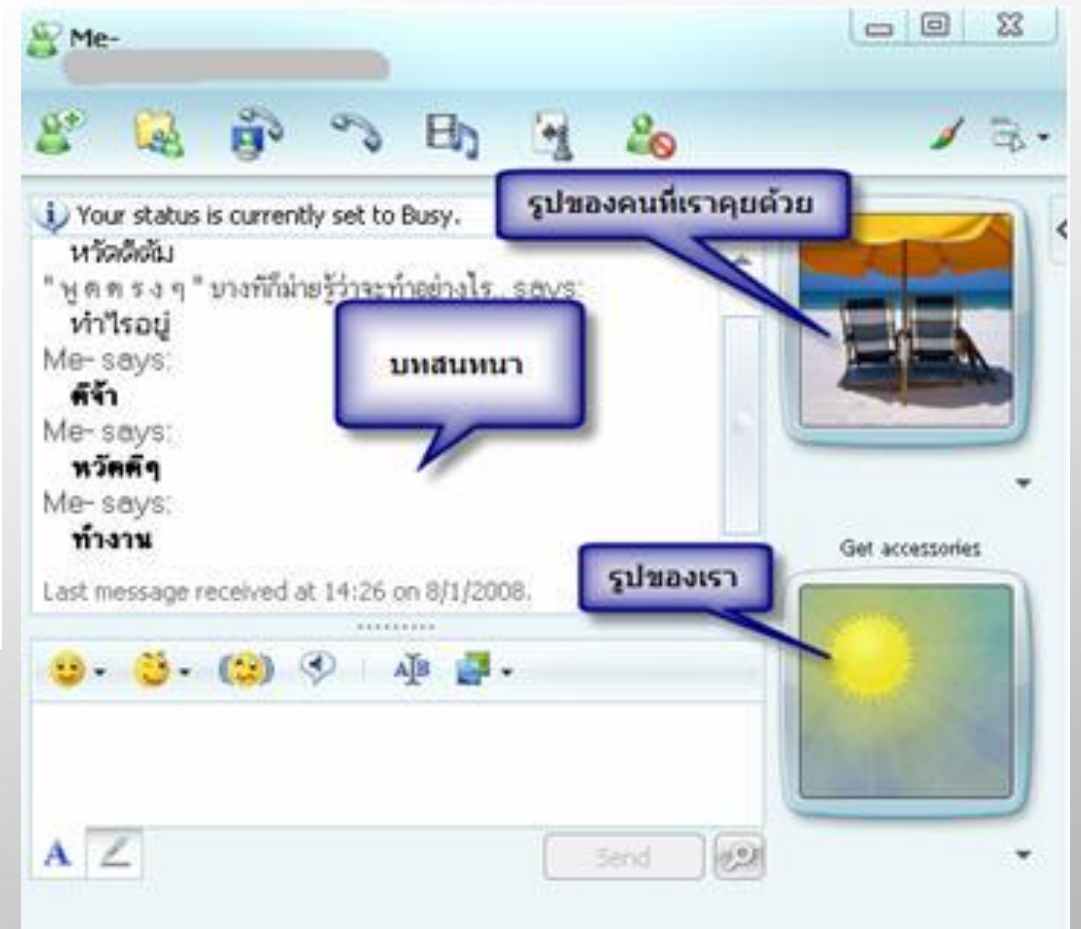 Me-
Your status is currently set to Busy.
รูปของคนที่เราคุยด้วย
หวัดดีตั้ม
" พู ด ต ร ง ๆ " บางทีก็ม่ายรู้ว่าจะทำอย่างไร.. says:
ทำไรอยู่
บทสนทนา
Me- says:
ดีจ้า
Me- says:
หวัดดีๆ
Me- says:
ทำงาน
Get accessories
รูปของเรา
Last message received at 14:26 on 8/1/2008.
Send